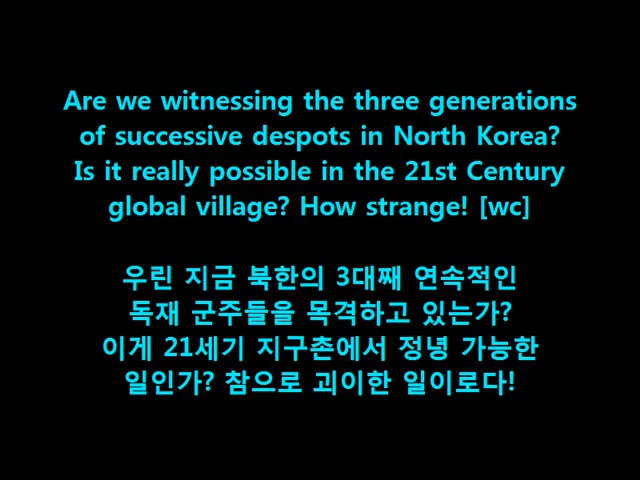 Are we witnessing the three generations
of successive despots in North Korea?
Is it really possible in the 21st Century
global village? How strange! [wc]
우린 지금 북한의 3대째 연속적인
독재 군주들을 목격하고 있는가?
이게 21세기 지구촌에서 정녕 가능한
일인가? 참으로 괴이한 일이로다!